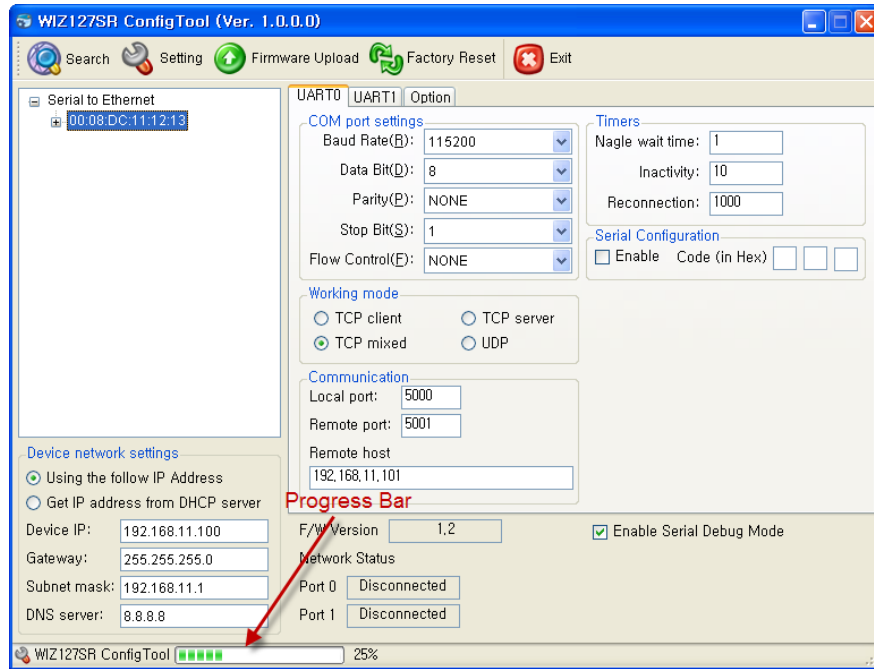 WIZ127SR ConfigTool (Ver. 1.0.0.0)
Search Setting Firmware Upload Factory Reset Exit
Serial to Ethernet
00:08:DC:11:12:13
UART0 UART1 Option
COM port settings
Baud Rate(B): 115200
Data Bit(D): 8
Parity(P): NONE
Stop Bit(S): 1
Flow Control(F): NONE
Timers
Nagle wait time: 1
Inactivity: 10
Reconnection: 1000
Serial Configuration
Enable Code (in Hex)
Working mode
TCP client TCP server
TCP mixed UDP
Communication
Local port: 5000
Remote port: 5001
Remote host
192,168,11,101
Device network settings
Using the follow IP Address
Get IP address from DHCP server
Device IP: 192.168.11.100
Gateway: 255.255.255.0
Subnet mask: 192.168.11.1
DNS server: 8.8.8.8
Progress Bar
F/W Version 1,2
Enable Serial Debug Mode
Network Status
Port 0 Disconnected
Port 1 Disconnected
WIZ127SR ConfigTool 25%